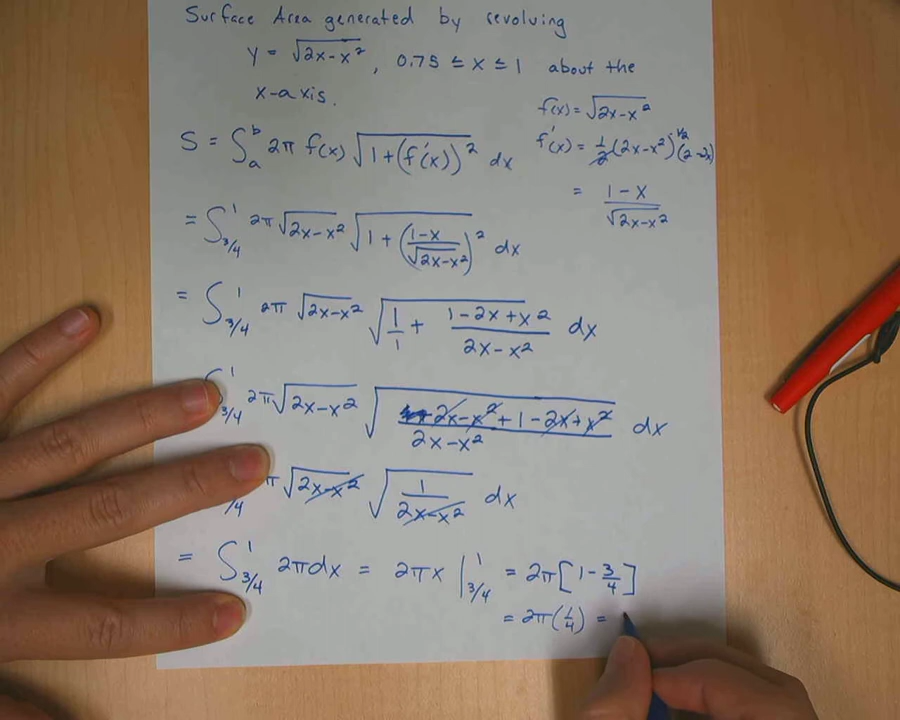 Surface Area generated by revolving
y = √(2x-x²), 0.75 ≤ x ≤ 1 about the
x-axis.
f(x) = √(2x-x²)
S = ∫ₐᵇ 2π f(x) √(1+(f'(x))²) dx
f'(x) = 1/2 (2x-x²)^(-1/2) (2-2x)
= (1-x)/√(2x-x²)
= ∫_{3/4}^1 2π √(2x-x²) √(1 + ((1-x)/√(2x-x²))²) dx
= ∫_{3/4}^1 2π √(2x-x²) √(1/1 + (1-2x+x²)/(2x-x²)) dx
∫_{3/4}^1 2π √(2x-x²) √((2x-x²+1-2x+x²)/(2x-x²)) dx
/4 π √(2x-x²) √(1/(2x-x²)) dx
= ∫_{3/4}^1 2π dx = 2πx |_{3/4}^1 = 2π[1-3/4]
= 2π(1/4) =